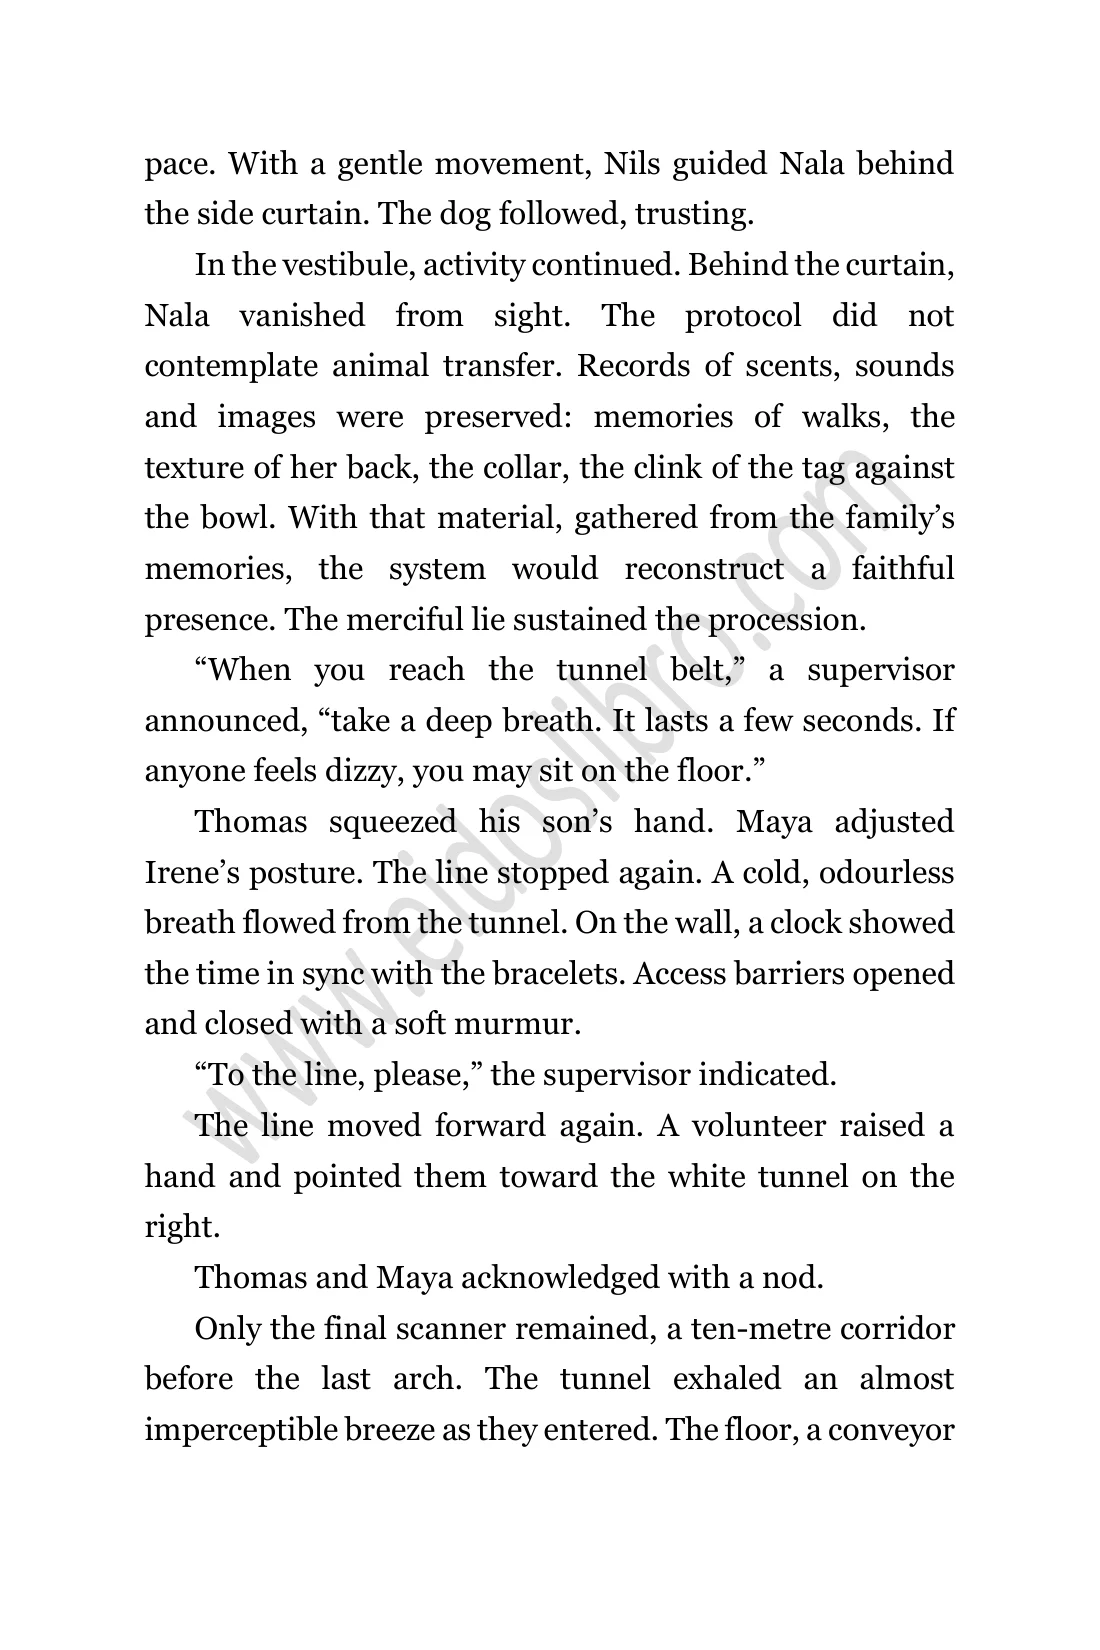 pace. With a gentle movement, Nils guided Nala behind
the side curtain. The dog followed, trusting.
In the vestibule, activity continued. Behind the curtain,
Nala vanished from sight. The protocol did not
contemplate animal transfer. Records of scents, sounds
and images were preserved: memories of walks, the
texture of her back, the collar, the clink of the tag against
the bowl. With that material, gathered from the family’s
memories, the system would reconstruct a faithful
presence. The merciful lie sustained the procession.
“When you reach the tunnel belt,” a supervisor
announced, “take a deep breath. It lasts a few seconds. If
anyone feels dizzy, you may sit on the floor.”
Thomas squeezed his son’s hand. Maya adjusted
Irene’s posture. The line stopped again. A cold, odourless
breath flowed from the tunnel. On the wall, a clock showed
the time in sync with the bracelets. Access barriers opened
and closed with a soft murmur.
“To the line, please,” the supervisor indicated.
The line moved forward again. A volunteer raised a
hand and pointed them toward the white tunnel on the
right.
Thomas and Maya acknowledged with a nod.
Only the final scanner remained, a ten-metre corridor
before the last arch. The tunnel exhaled an almost
imperceptible breeze as they entered. The floor, a conveyor
www.eidoslibro.com